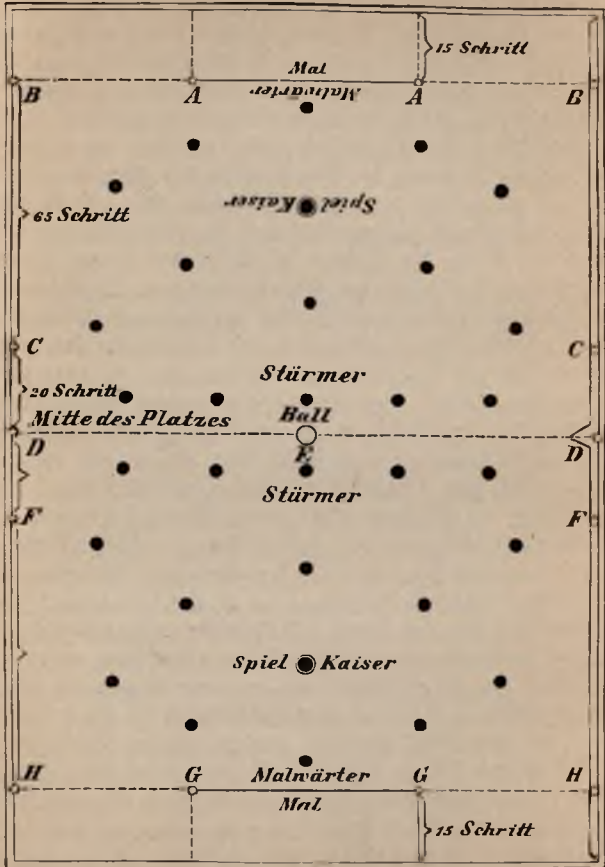 15 Schritt
Mal
B A Malwärter A B
Spiel Kaiser
65 Schritt
C C
Stürmer
20 Schritt
Mitte des Platzes Ball
D E D
Stürmer
F F
Spiel Kaiser
H G Malwärter G H
Mal
15 Schritt